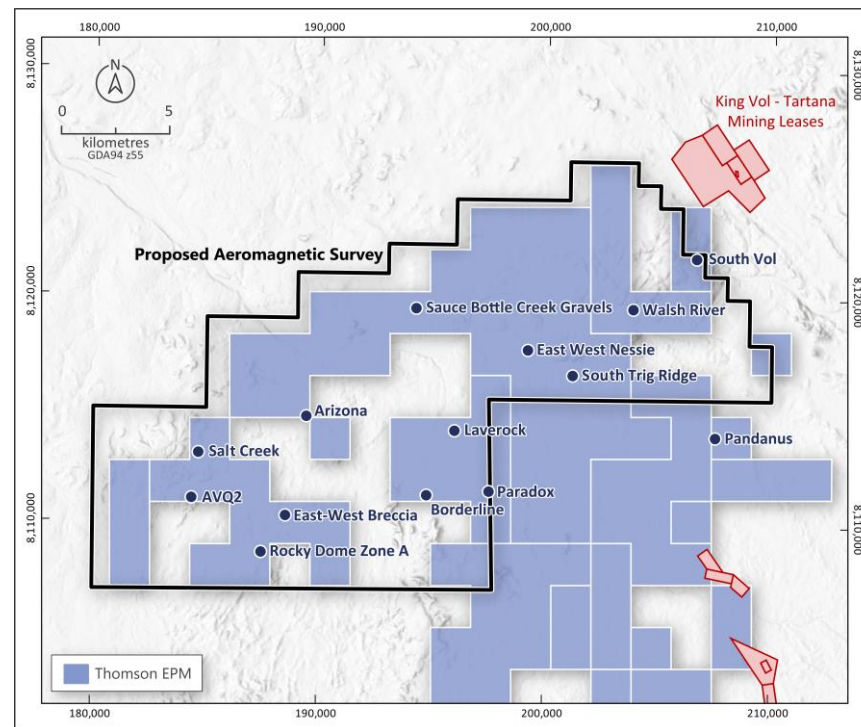 180,000
190,000
200,000
210,000
8,130,000
8,130,000
N
0
5
kilometres
GDA94 z55
King Vol - Tartana
Mining Leases
Proposed Aeromagnetic Survey
South Vol
8,120,000
8,120,000
Sauce Bottle Creek Gravels
Walsh River
East West Nessie
South Trig Ridge
Arizona
Laverock
Pandanus
Salt Creek
AVQ2
Paradox
Borderline
East-West Breccia
8,110,000
8,110,000
Rocky Dome Zone A
Thomson EPM
180,000
190,000
200,000
210,000